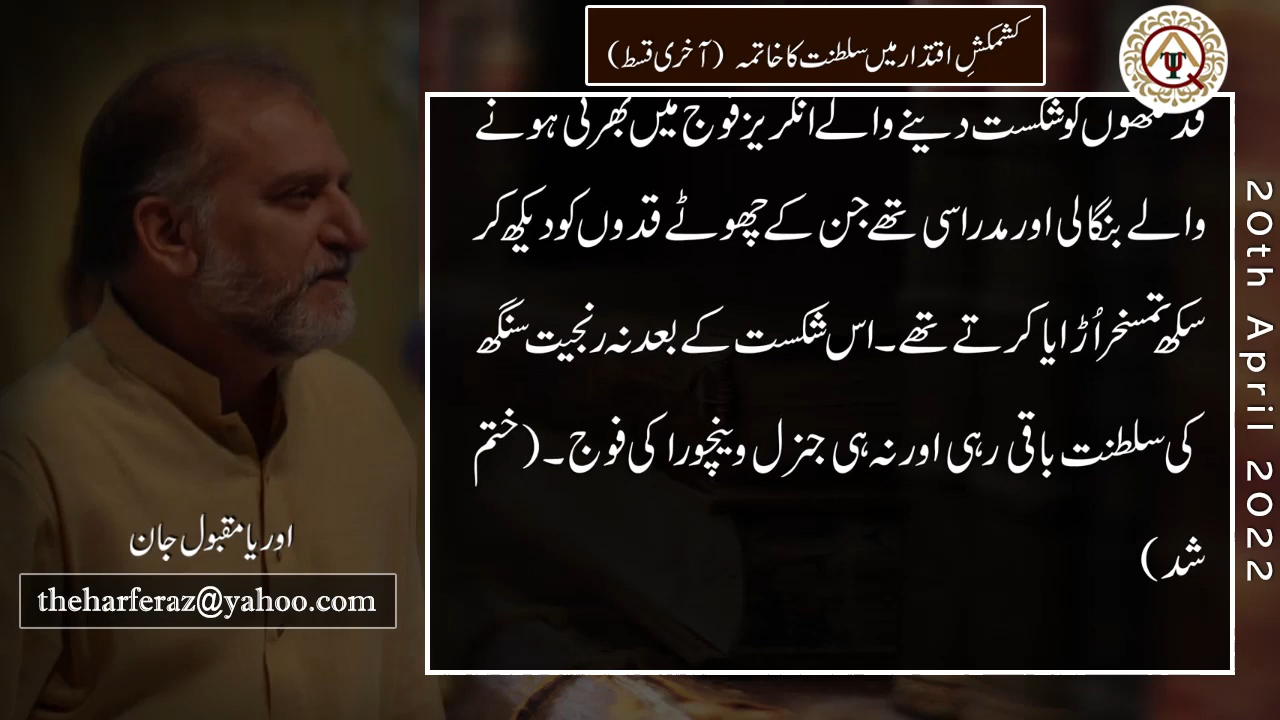 کشمکشِ اقتدار میں سلطنت کا خاتمہ (آخری قسط)
قد سکھوں کو شکست دینے والے انگریز فوج میں بھرتی ہونے
والے بنگالی اور مدراسی تھے جن کے چھوٹے قدوں کو دیکھ کر
سکھ تمسخر اُڑایا کرتے تھے۔ اس شکست کے بعد نہ رنجیت سنگھ
کی سلطنت باقی رہی اور نہ ہی جنرل وینچورا کی فوج۔ (ختم
شد)
اوریا مقبول جان
theharferaz@yahoo.com
20th April 2022